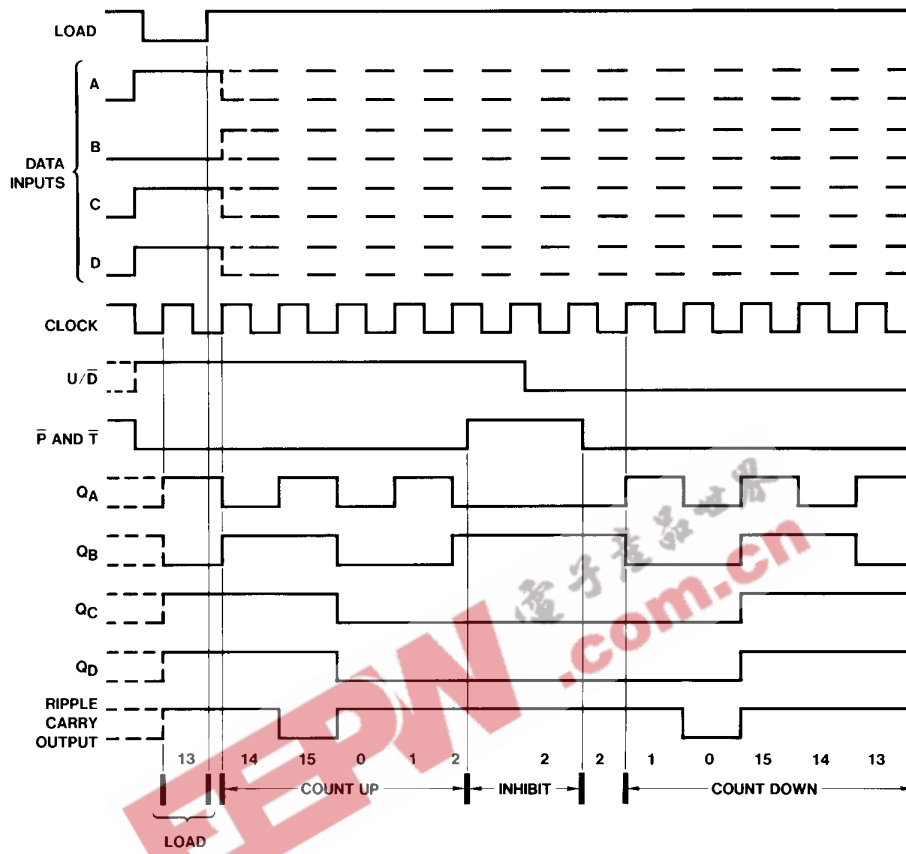 LOAD
A
B
DATA
INPUTS
C
D
CLOCK
U/D̅
P̅ AND T̅
QA
QB
QC
QD
RIPPLE
CARRY
OUTPUT
13 14 15 0 1 2 2 2 1 0 15 14 13
COUNT UP INHIBIT COUNT DOWN
LOAD
電子產品世界
EEPW.com.cn